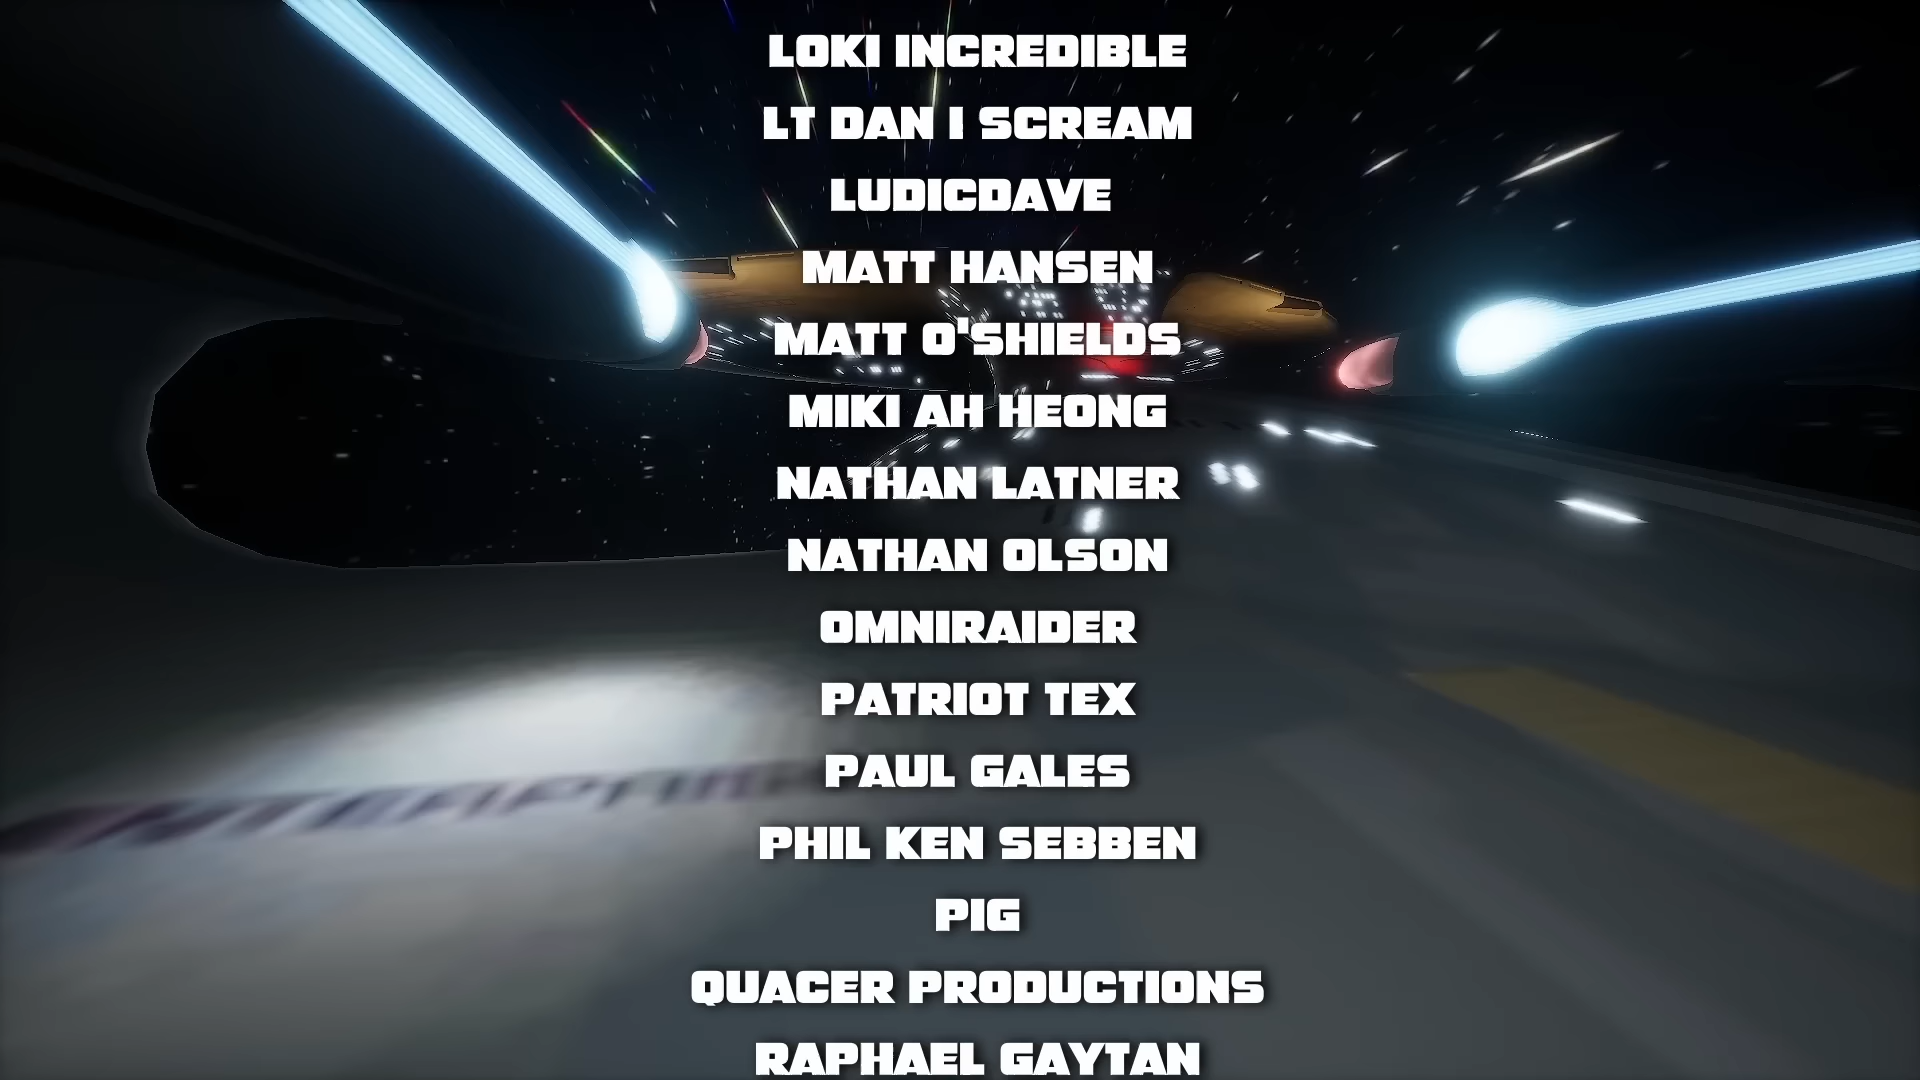 LOKI INCREDIBLE
LT DAN I SCREAM
LUDICDAVE
MATT HANSEN
MATT O'SHIELDS
MIKI AH HEONG
NATHAN LATNER
NATHAN OLSON
OMNIRAIDER
PATRIOT TEX
PAUL GALES
PHIL KEN SEBBEN
PIG
QUACER PRODUCTIONS
RAPHAEL GAYTAN